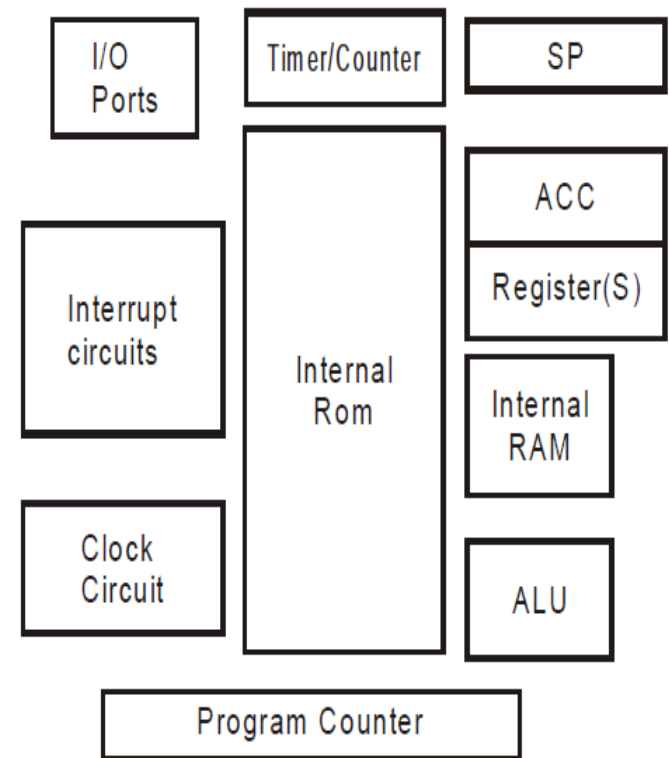 I/O
Ports
Timer/Counter
SP
ACC
Register(S)
Interrupt
circuits
Internal
Rom
Internal
RAM
Clock
Circuit
ALU
Program Counter